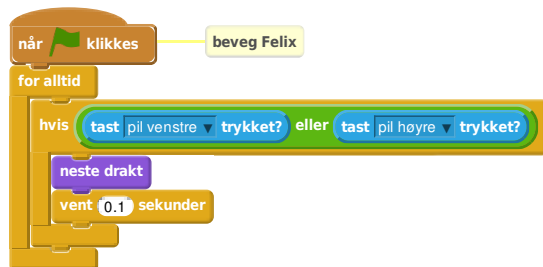 når klikkes beveg Felix
for alltid
hvis tast pil venstre trykket? eller tast pil høyre trykket?
neste drakt
vent 0.1 sekunder